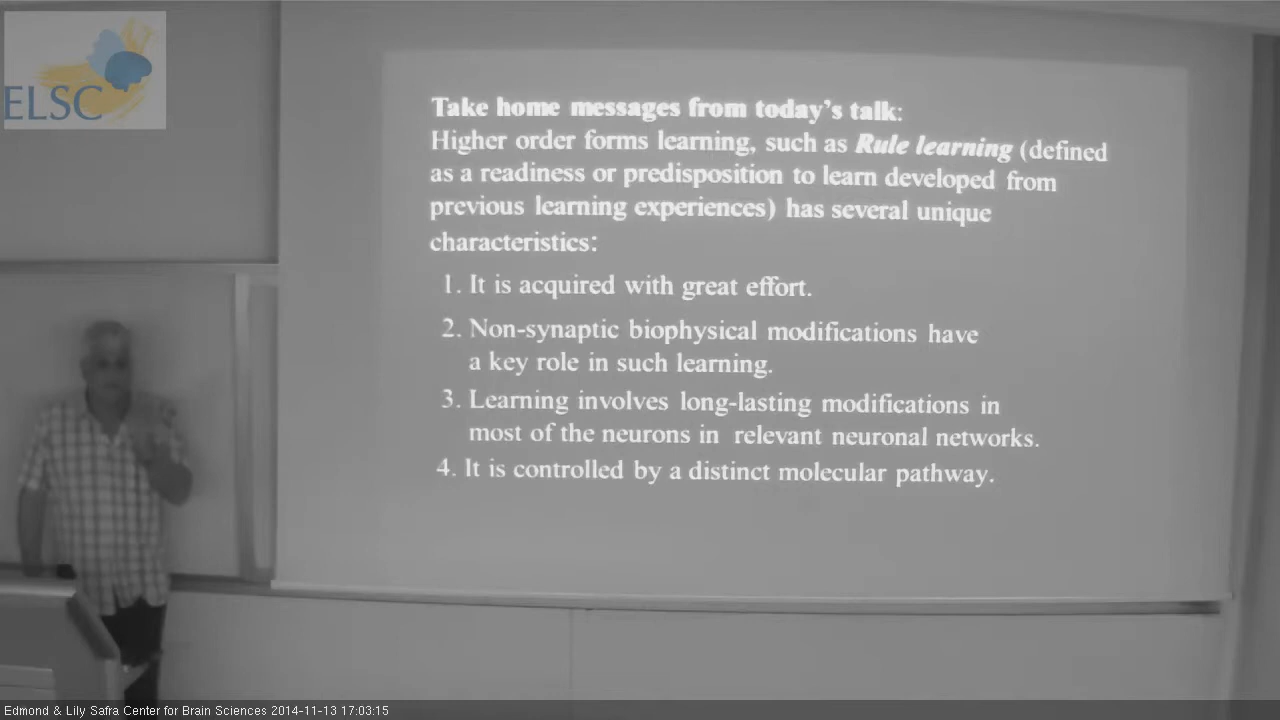 ELSC
Take home messages from today's talk:
Higher order forms learning, such as Rule learning (defined
as a readiness or predisposition to learn developed from
previous learning experiences) has several unique
characteristics:
1. It is acquired with great effort.
2. Non-synaptic biophysical modifications have
a key role in such learning.
3. Learning involves long-lasting modifications in
most of the neurons in relevant neuronal networks.
4. It is controlled by a distinct molecular pathway.
Edmond & Lily Safra Center for Brain Sciences 2014-11-13 17:03:15